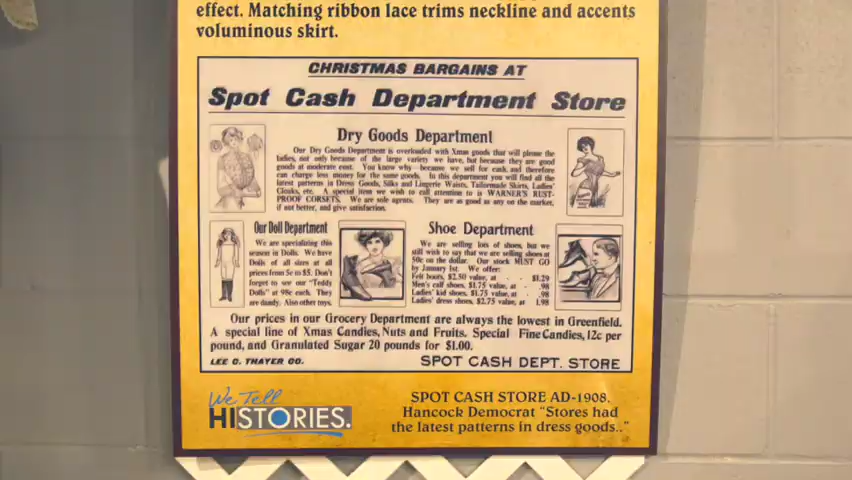 effect. Matching ribbon lace trims neckline and accents
voluminous skirt.
CHRISTMAS BARGAINS AT
Spot Cash Department Store
Dry Goods Department
Our Dry Goods Department is overloaded with Xmas goods that will please the
ladies, not only because of the large variety we have, but because they are good
goods at moderate cost. You know why because we sell for cash, and therefore
can charge less money for the same goods. In this department you will find all the
latest patterns in Dress Goods, Silks and Lingerie Waists, Tailormade Skirts, Ladies'
Cloaks, etc. A special item we wish to call attention to is WARNER'S RUST-
PROOF CORSETS. We are sole agents. They are as good as any on the market,
if not better, and give satisfaction.
Our Doll Department
We are specializing this
season in Dolls. We have
Dolls of all sizes at all
prices from 5c to $5. Don't
forget to see our "Teddy
Dolls" at 98c each. They
are dandy. Also other toys.
Shoe Department
We are selling lots of shoes, but we
still wish to say that we are selling shoes at
50c on the dollar. Our stock MUST GO
by January 1st. We offer:
Felt boots, $2.50 value, at - - $1.29
Men's calf shoes, $1.75 value, at - .98
Ladies' kid shoes, $1.75 value, at - .98
Ladies' dress shoes, $2.75 value, at 1.98
Our prices in our Grocery Department are always the lowest in Greenfield.
A special line of Xmas Candies, Nuts and Fruits. Special Fine Candies, 12c per
pound, and Granulated Sugar 20 pounds for $1.00.
LEE C. THAYER CO. SPOT CASH DEPT. STORE
We Tell
HISTORIES.
SPOT CASH STORE AD-1908.
Hancock Democrat "Stores had
the latest patterns in dress goods.."